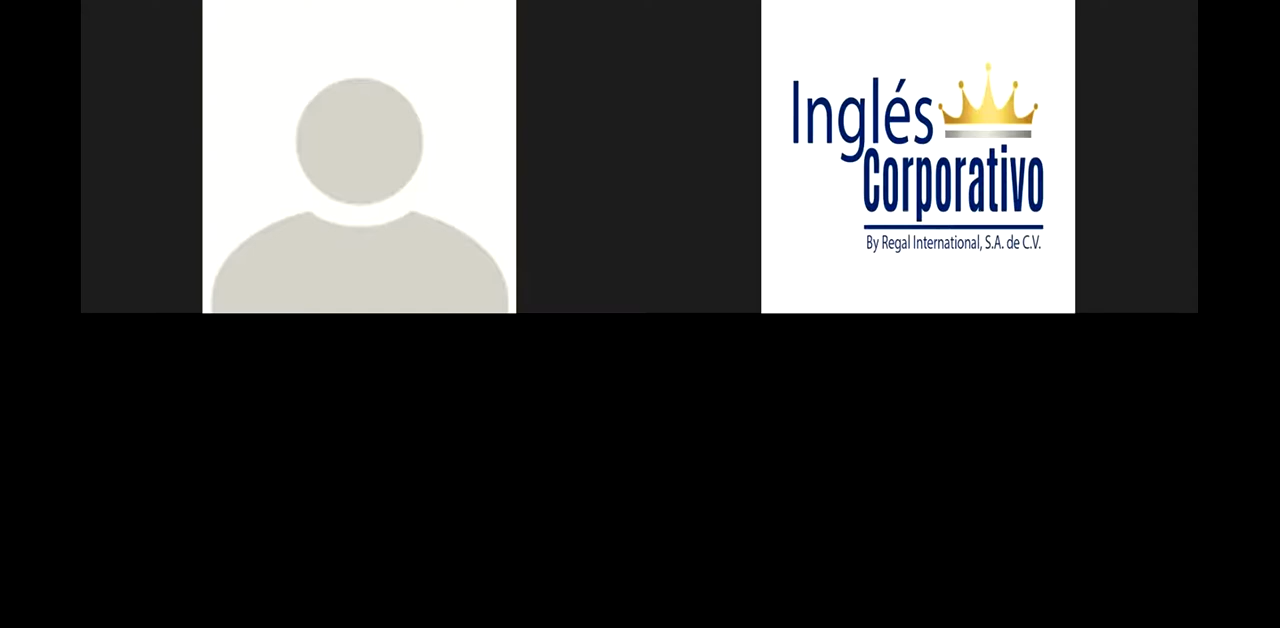 Inglés
Corporativo
By Regal International, S.A. de C.V.